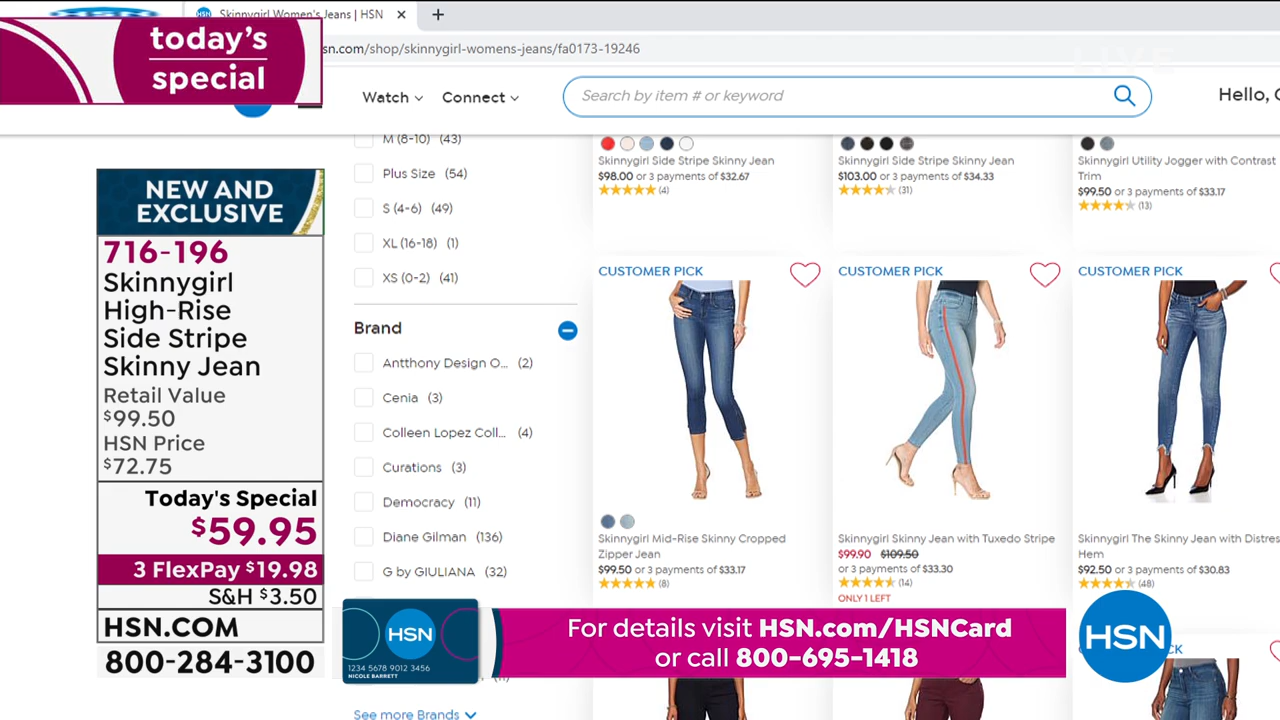 Skinnygirl Women's Jeans | HSN
today's
special
sn.com/shop/skinnygirl-womens-jeans/fa0173-19246
LIVE
Watch
Connect
Search by item # or keyword
Hello,
NEW AND
EXCLUSIVE
716-196
Skinnygirl
High-Rise
Side Stripe
Skinny Jean
Retail Value
$99.50
HSN Price
$72.75
Today's Special
$59.95
3 FlexPay $19.98
S&H $3.50
HSN.COM
800-284-3100
M (8-10) (43)
Plus Size (54)
S (4-6) (49)
XL (16-18) (1)
XS (0-2) (41)
Brand
Antthony Design O... (2)
Cenia (3)
Colleen Lopez Coll... (4)
Curations (3)
Democracy (11)
Diane Gilman (136)
G by GIULIANA (32)
See more Brands
Skinnygirl Side Stripe Skinny Jean
$98.00 or 3 payments of $32.67
(4)
Skinnygirl Side Stripe Skinny Jean
$103.00 or 3 payments of $34.33
(31)
Skinnygirl Utility Jogger with Contrast
Trim
$99.50 or 3 payments of $33.17
(13)
CUSTOMER PICK
CUSTOMER PICK
CUSTOMER PICK
Skinnygirl Mid-Rise Skinny Cropped
Zipper Jean
$99.50 or 3 payments of $33.17
(8)
Skinnygirl Skinny Jean with Tuxedo Stripe
$99.90 $109.50
or 3 payments of $33.30
(14)
ONLY 1 LEFT
Skinnygirl The Skinny Jean with Distres
Hem
$92.50 or 3 payments of $30.83
(48)
HSN
1234 5678 9012 3456
NICOLE BARRETT
For details visit HSN.com/HSNCard
or call 800-695-1418
HSN